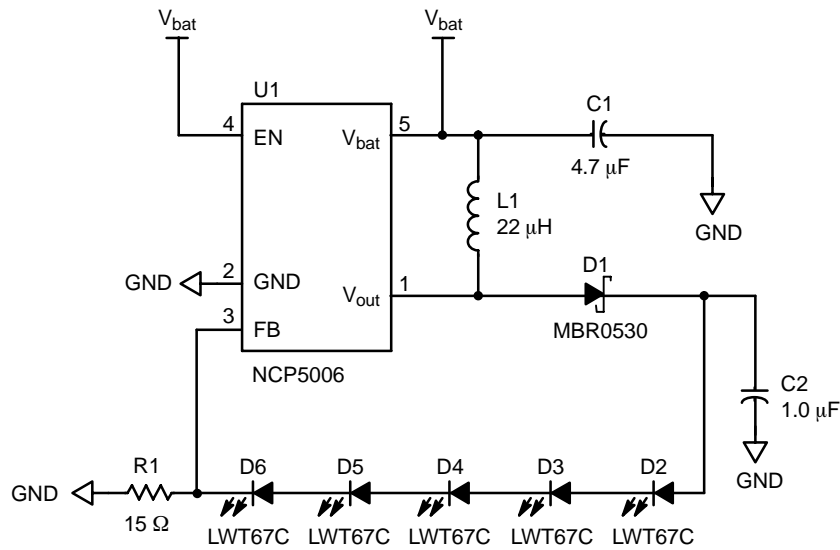 Vbat
Vbat
U1
C1
4
EN
Vbat
5
4.7 μF
L1
22 μH
GND
GND
2
GND
D1
Vout
1
3
FB
MBR0530
NCP5006
C2
1.0 μF
GND
R1
D6
D5
D4
D3
D2
GND
15 Ω
LWT67C
LWT67C
LWT67C
LWT67C
LWT67C